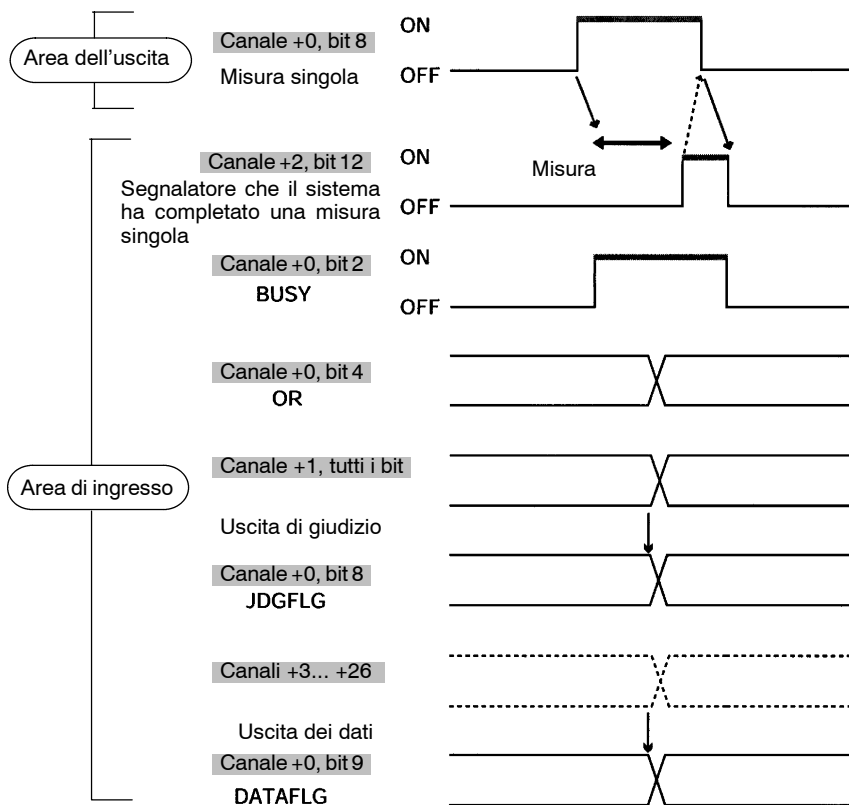 Area dell'uscita
Canale +0, bit 8
Misura singola
ON
OFF
Canale +2, bit 12
Segnalatore che il sistema
ha completato una misura
singola
ON
OFF
Misura
Canale +0, bit 2
BUSY
ON
OFF
Canale +0, bit 4
OR
Area di ingresso
Canale +1, tutti i bit
Uscita di giudizio
Canale +0, bit 8
JDGFLG
Canali +3... +26
Uscita dei dati
Canale +0, bit 9
DATAFLG